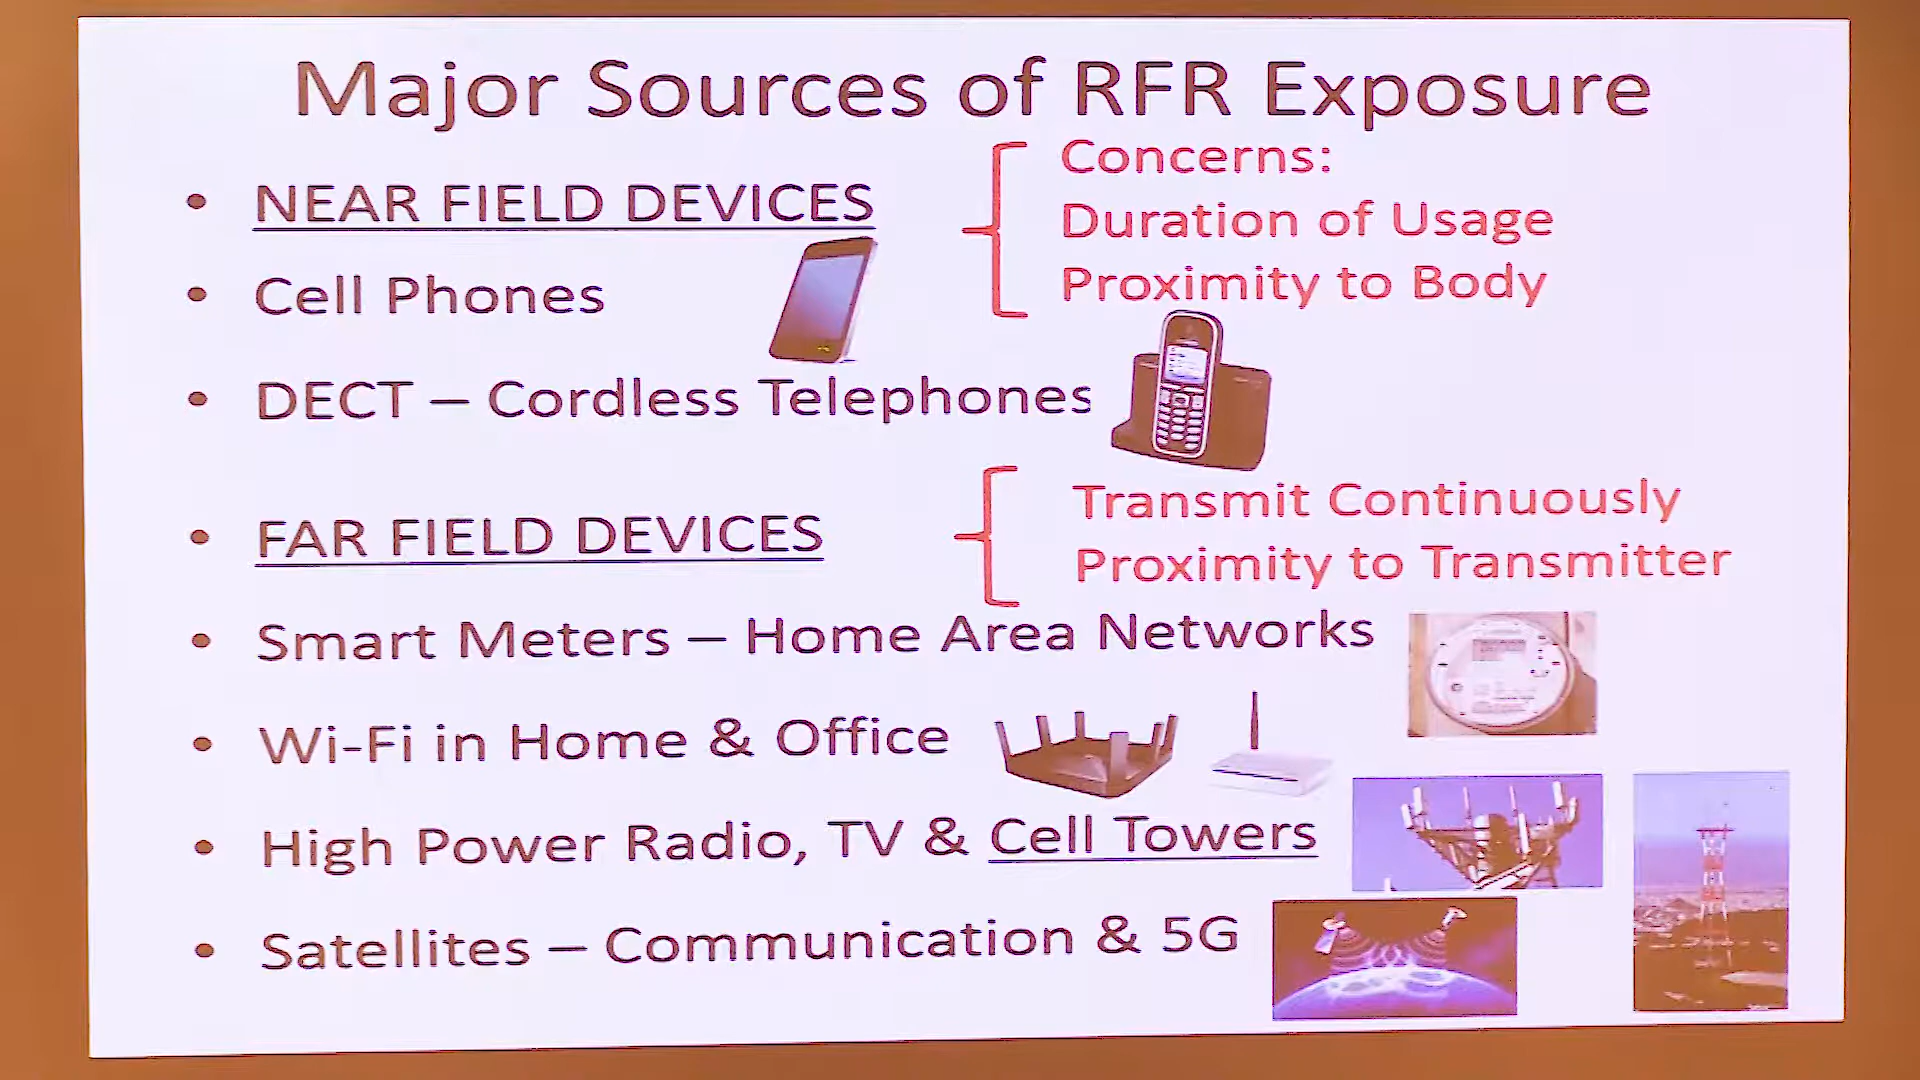 Major Sources of RFR Exposure
• NEAR FIELD DEVICES
Concerns:
Duration of Usage
Proximity to Body
• Cell Phones
• DECT – Cordless Telephones
• FAR FIELD DEVICES
Transmit Continuously
Proximity to Transmitter
• Smart Meters – Home Area Networks
• Wi-Fi in Home & Office
• High Power Radio, TV & Cell Towers
• Satellites – Communication & 5G